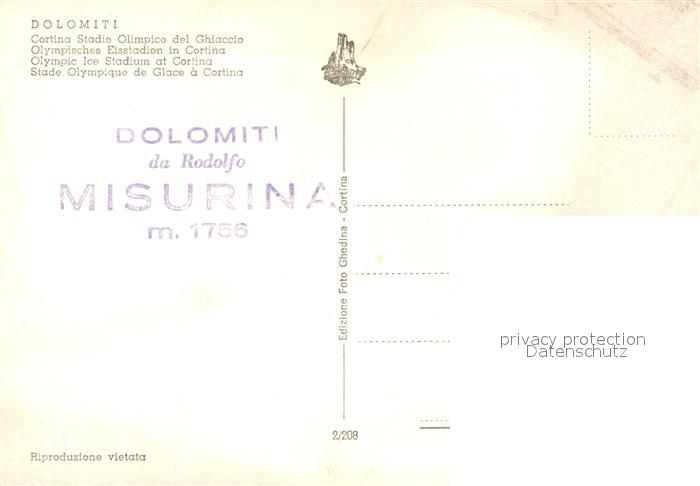 DOLOMITI
Cortina Stadio Olimpico del Ghiaccio
Olympisches Eisstadion in Cortina
Olympic Ice Stadium at Cortina
Stade Olympique de Glace à Cortina
DOLOMITI
da Rodolfo
MISURINA
m. 1756
Edizione Foto Ghedina - Cortina
privacy protection
Datenschutz
2/208
Riproduzione vietata